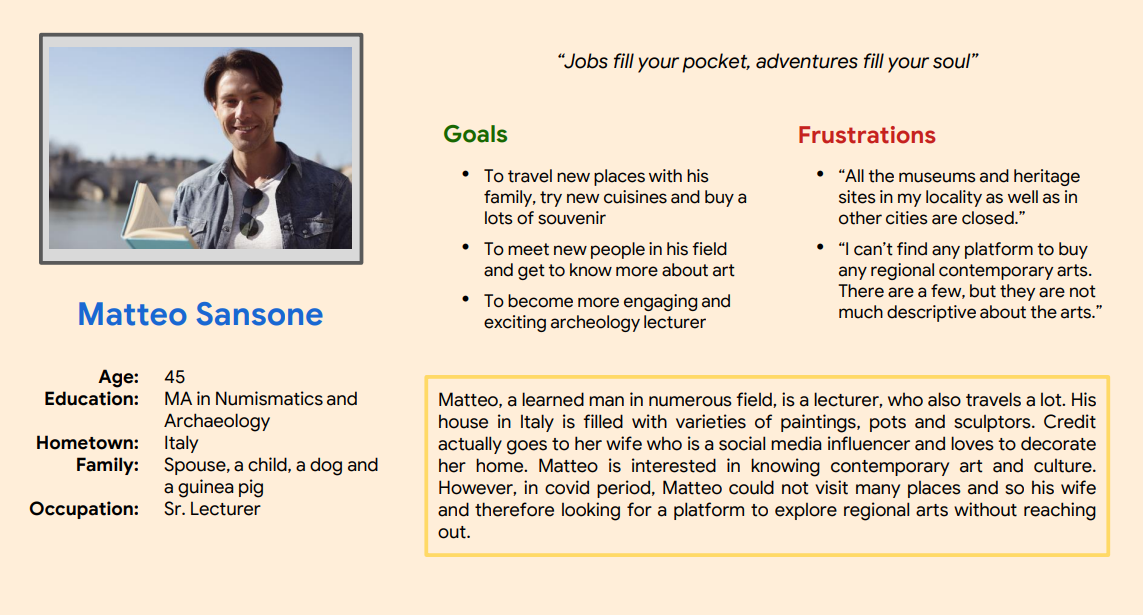 “Jobs fill your pocket, adventures fill your soul”
Matteo Sansone
Age: 45
Education: MA in Numismatics and
Archaeology
Hometown: Italy
Family: Spouse, a child, a dog and
a guinea pig
Occupation: Sr. Lecturer
Goals
• To travel new places with his
family, try new cuisines and buy a
lots of souvenir
• To meet new people in his field
and get to know more about art
• To become more engaging and
exciting archeology lecturer
Frustrations
• “All the museums and heritage
sites in my locality as well as in
other cities are closed.”
• “I can’t find any platform to buy
any regional contemporary arts.
There are a few, but they are not
much descriptive about the arts.”
Matteo, a learned man in numerous field, is a lecturer, who also travels a lot. His
house in Italy is filled with varieties of paintings, pots and sculptors. Credit
actually goes to her wife who is a social media influencer and loves to decorate
her home. Matteo is interested in knowing contemporary art and culture.
However, in covid period, Matteo could not visit many places and so his wife
and therefore looking for a platform to explore regional arts without reaching
out.